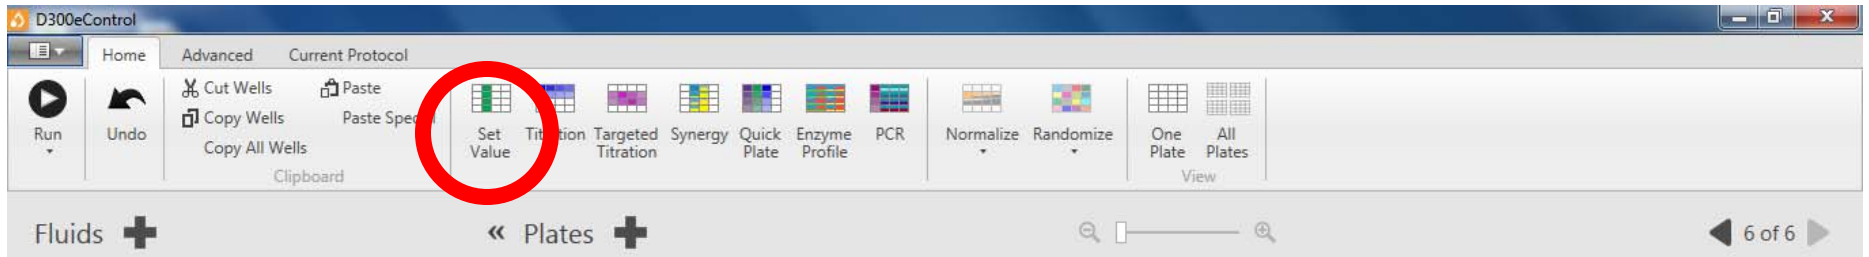 D300eControl
Home Advanced Current Protocol
Cut Wells Paste
Copy Wells Paste Special
Copy All Wells
Clipboard
Run
Undo
Set
Value
Titration
Targeted
Titration
Synergy
Quick
Plate
Enzyme
Profile
PCR
Normalize
Randomize
One
Plate
All
Plates
View
Fluids
« Plates
6 of 6